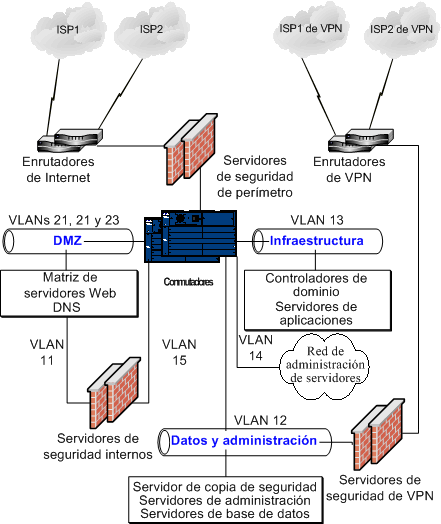 ISP1
ISP2
ISP1 de VPN
ISP2 de VPN
Enrutadores
de Internet
Servidores
de seguridad
de perímetro
Enrutadores
de VPN
VLANs 21, 21 y 23
VLAN 13
DMZ
Infraestructura
Matriz de
servidores Web
DNS
Conmutadores
Controladores de
dominio
Servidores de
aplicaciones
VLAN
11
VLAN
15
VLAN
14
Red de
administración
de servidores
Servidores de
seguridad internos
VLAN 12
Datos y administración
Servidores de
seguridad de VPN
Servidor de copia de seguridad
Servidores de administración
Servidores de base de datos